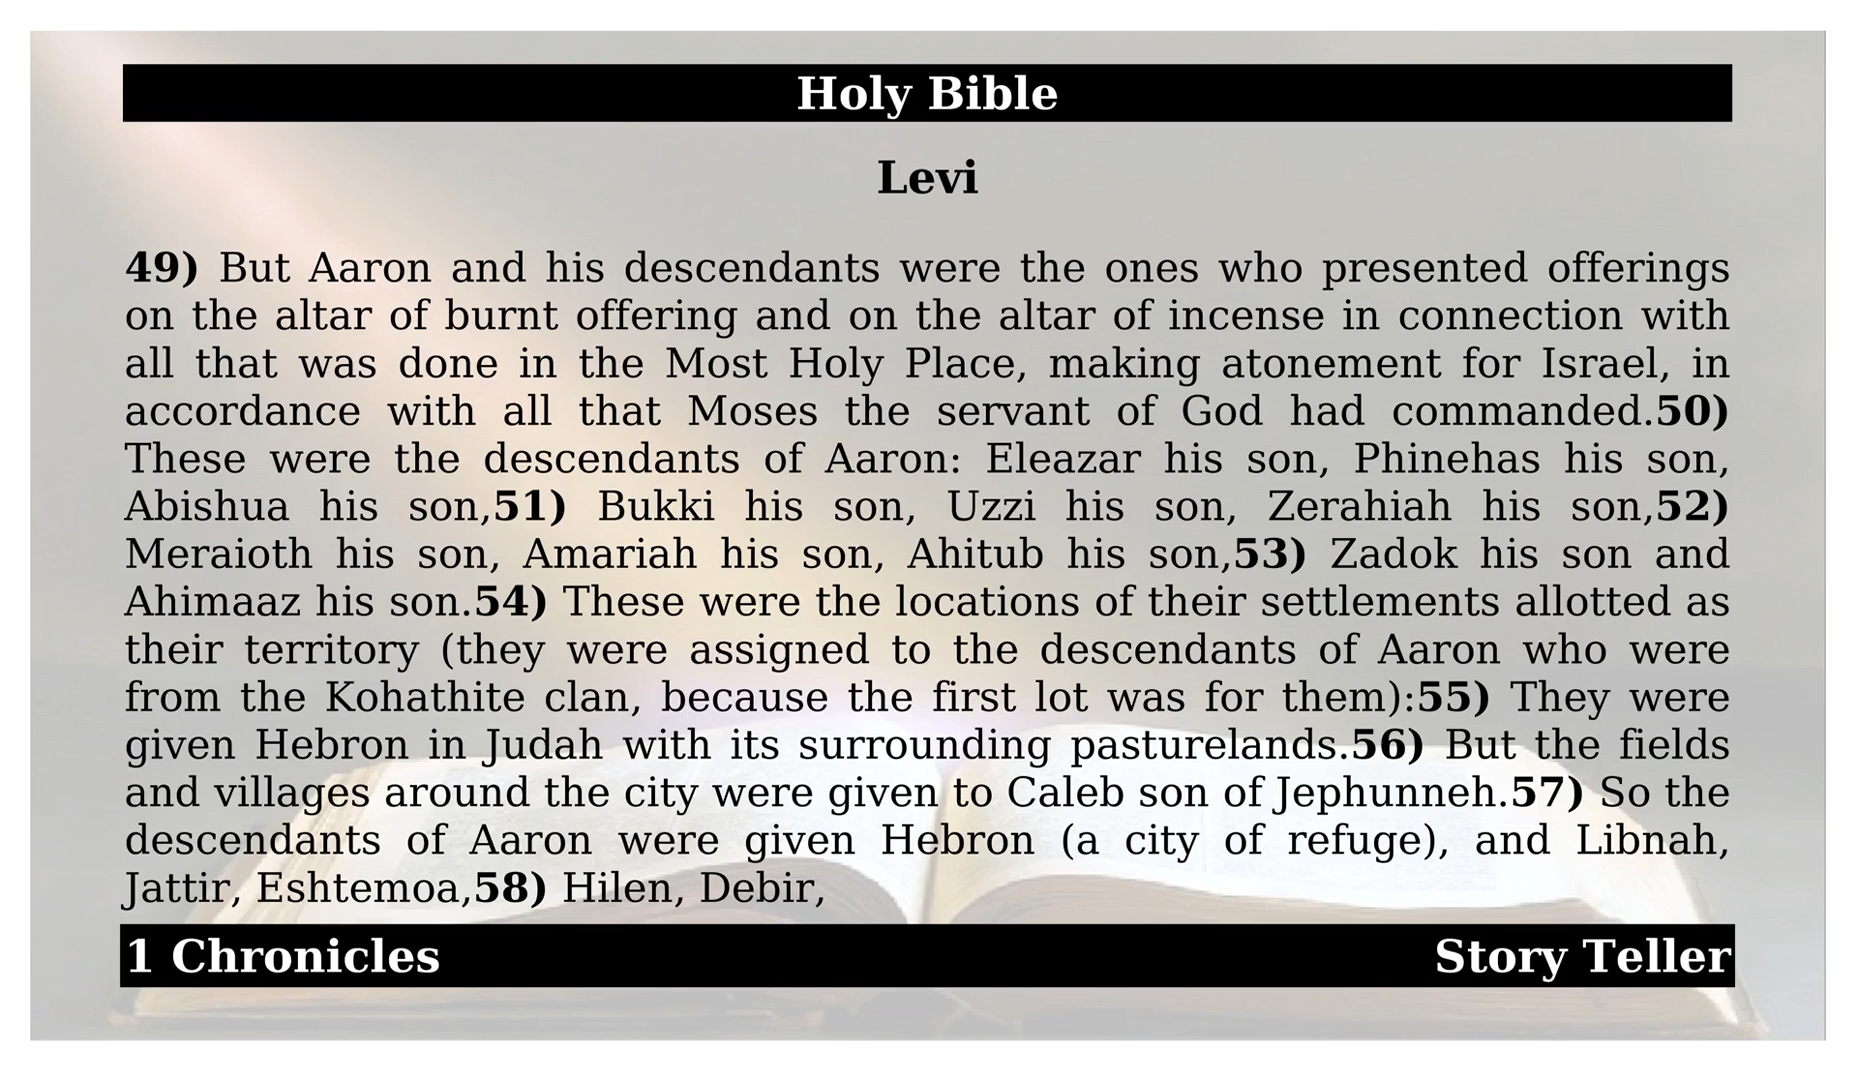 Holy Bible
Levi
49) But Aaron and his descendants were the ones who presented offerings
on the altar of burnt offering and on the altar of incense in connection with
all that was done in the Most Holy Place, making atonement for Israel, in
accordance with all that Moses the servant of God had commanded.50)
These were the descendants of Aaron: Eleazar his son, Phinehas his son,
Abishua his son,51) Bukki his son, Uzzi his son, Zerahiah his son,52)
Meraioth his son, Amariah his son, Ahitub his son,53) Zadok his son and
Ahimaaz his son.54) These were the locations of their settlements allotted as
their territory (they were assigned to the descendants of Aaron who were
from the Kohathite clan, because the first lot was for them):55) They were
given Hebron in Judah with its surrounding pasturelands.56) But the fields
and villages around the city were given to Caleb son of Jephunneh.57) So the
descendants of Aaron were given Hebron (a city of refuge), and Libnah,
Jattir, Eshtemoa,58) Hilen, Debir,
1 Chronicles Story Teller